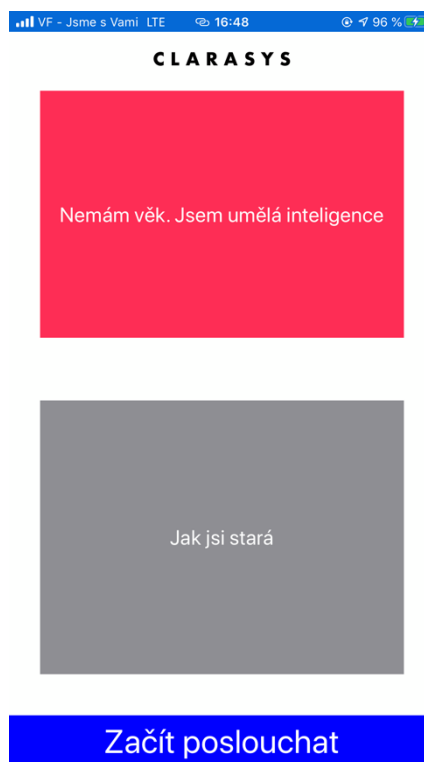 VF - Jsme s Vami LTE 16:48 96 %
CLARASYS
Nemám věk. Jsem umělá inteligence
Jak jsi stará
Začít poslouchat